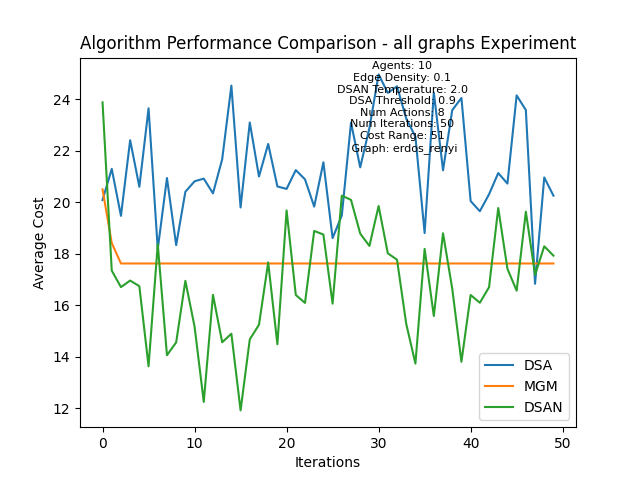 Algorithm Performance Comparison - all graphs Experiment
Agents: 10
Edge Density: 0.1
DSAN Temperature: 2.0
DSA Threshold: 0.9
Num Actions: 8
Num Iterations: 50
Cost Range: 51
Graph: erdos_renyi
Average Cost
24
22
20
18
16
14
12
0
10
20
30
40
50
Iterations
DSA
MGM
DSAN